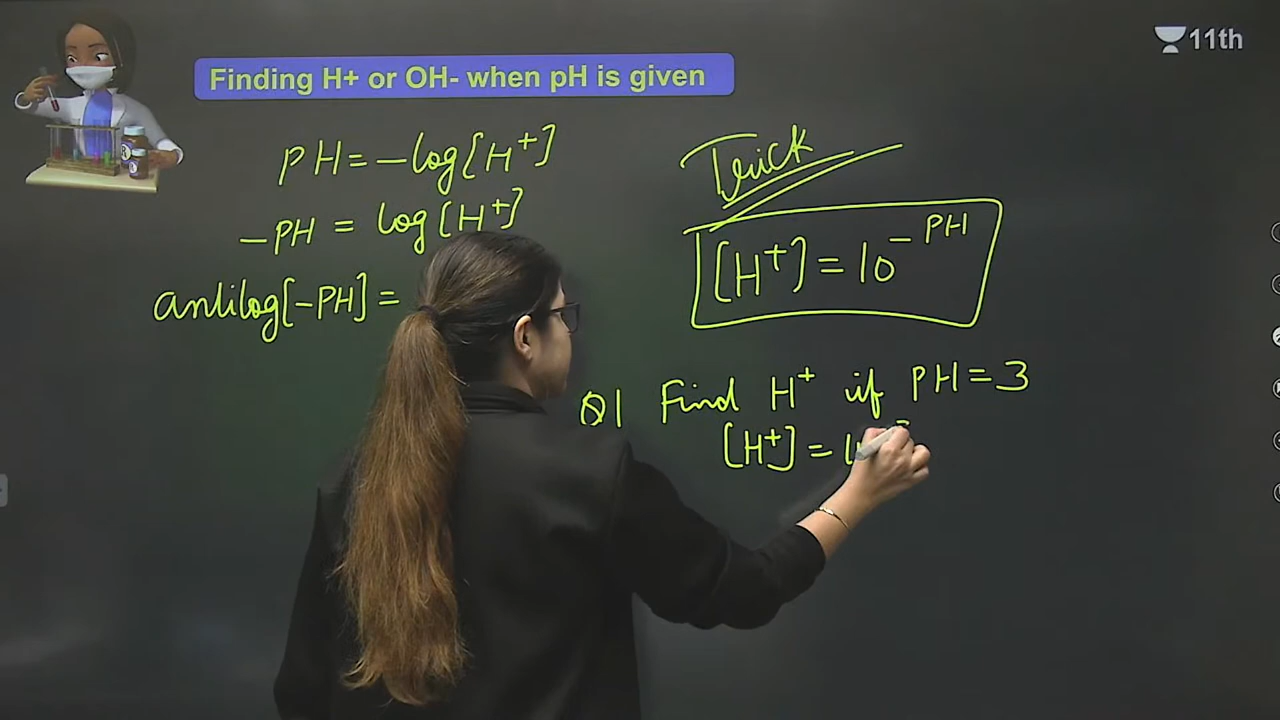 11th
Finding H+ or OH- when pH is given
PH = -log[H⁺]
-PH = log[H⁺]
antilog[-PH] =
Trick
[H⁺] = 10⁻ᴾᴴ
Q1 Find H⁺ if PH = 3
[H⁺] =